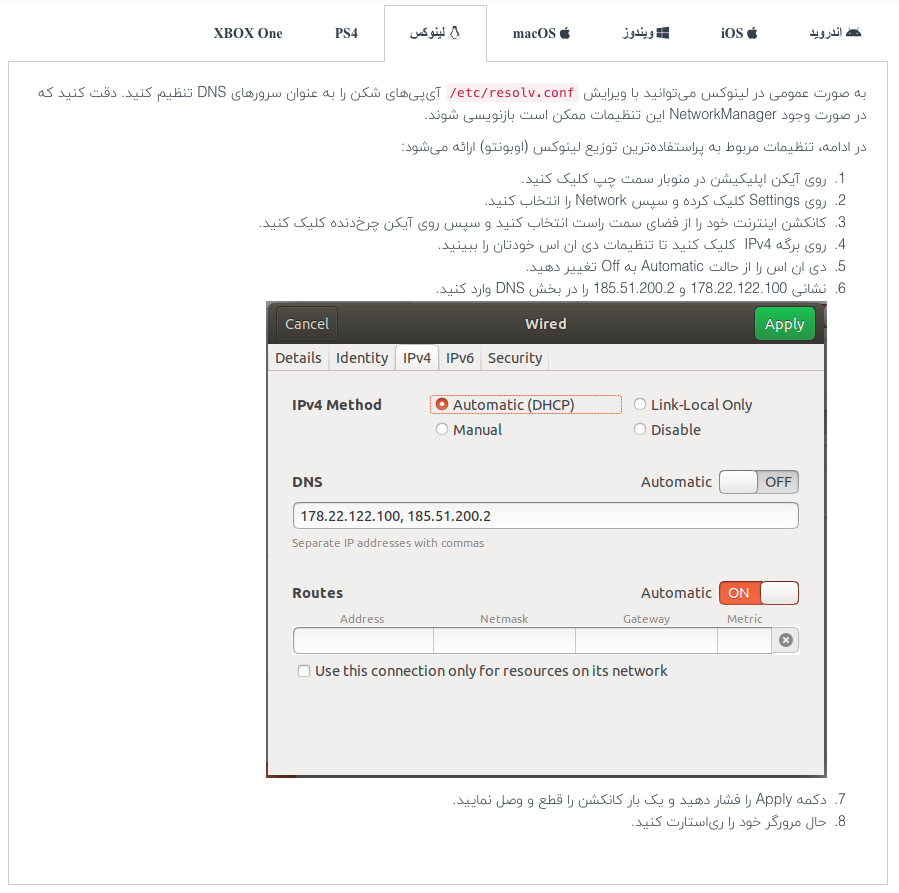 اندروید
iOS
ویندوز
macOS
لینوکس
PS4
XBOX One
به صورت عمومی در لینوکس می‌توانید با ویرایش /etc/resolv.conf آی‌پی‌های شکن را به عنوان سرورهای DNS تنظیم کنید. دقت کنید که
در صورت وجود NetworkManager این تنظیمات ممکن است بازنویسی شوند.
در ادامه، تنظیمات مربوط به پراستفاده‌ترین توزیع لینوکس (اوبونتو) ارائه می‌شود:
1. روی آیکن اپلیکیشن در منوبار سمت چپ کلیک کنید.
2. روی Settings کلیک کرده و سپس Network را انتخاب کنید.
3. کانکشن اینترنت خود را از فضای سمت راست انتخاب کنید و سپس روی آیکن چرخ‌دنده کلیک کنید.
4. روی برگه IPv4 کلیک کنید تا تنظیمات دی ان اس خودتان را ببینید.
5. دی ان اس را از حالت Automatic به Off تغییر دهید.
6. نشانی 178.22.122.100 و 185.51.200.2 را در بخش DNS وارد کنید.
Cancel Wired Apply
Details Identity IPv4 IPv6 Security
IPv4 Method Automatic (DHCP) Link-Local Only
Manual Disable
DNS Automatic OFF
178.22.122.100, 185.51.200.2
Separate IP addresses with commas
Routes Automatic ON
Address Netmask Gateway Metric
Use this connection only for resources on its network
7. دکمه Apply را فشار دهید و یک بار کانکشن را قطع و وصل نمایید.
8. حال مرورگر خود را ری‌استارت کنید.